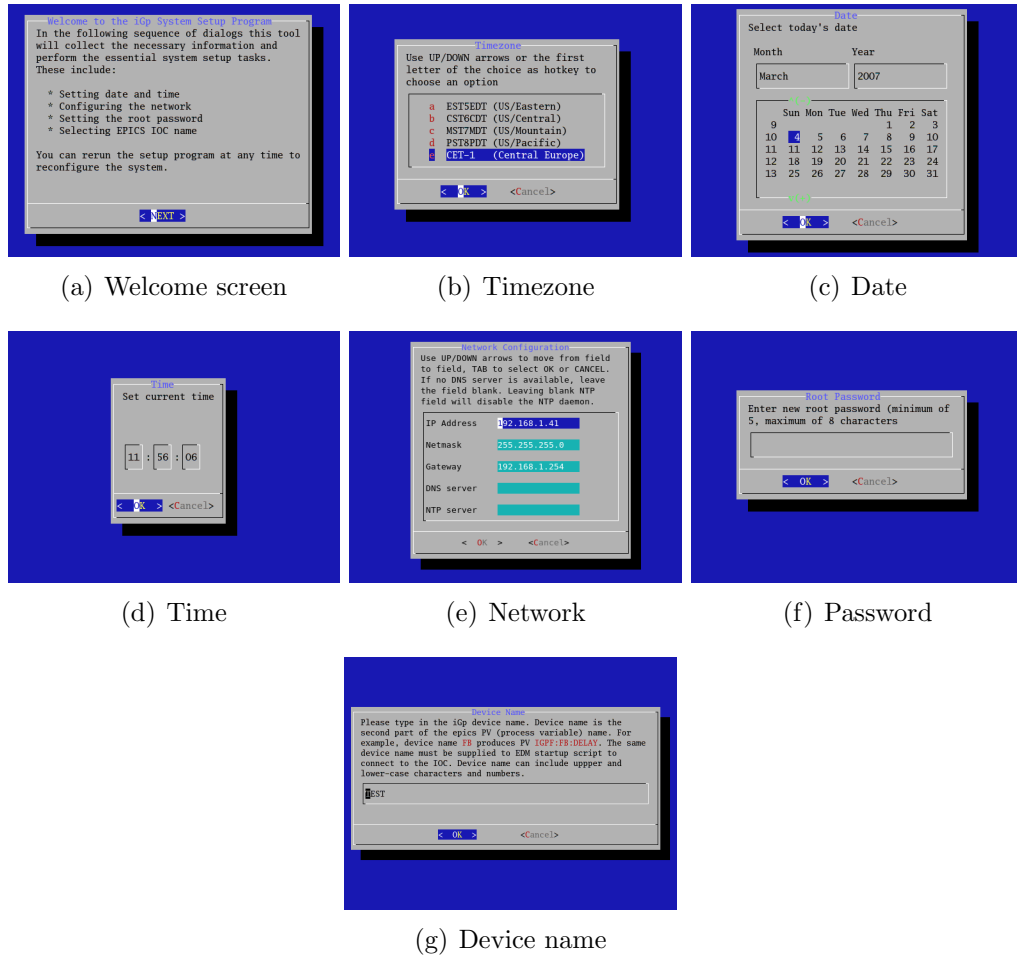 Welcome to the iGp System Setup Program
In the following sequence of dialogs this tool
will collect the necessary information and
perform the essential system setup tasks.
These include:
* Setting date and time
* Configuring the network
* Setting the root password
* Selecting EPICS IOC name
You can rerun the setup program at any time to
reconfigure the system.
< NEXT >
(a) Welcome screen
Timezone
Use UP/DOWN arrows or the first
letter of the choice as hotkey to
choose an option
a EST5EDT (US/Eastern)
b CST6CDT (US/Central)
c MST7MDT (US/Mountain)
d PST8PDT (US/Pacific)
e CET-1 (Central Europe)
< OK > <Cancel>
(b) Timezone
Date
Select today's date
Month Year
March 2007
Sun Mon Tue Wed Thu Fri Sat
9 1 2 3
10 4 5 6 7 8 9 10
11 11 12 13 14 15 16 17
12 18 19 20 21 22 23 24
13 25 26 27 28 29 30 31
< OK > <Cancel>
(c) Date
Time
Set current time
11 : 56 : 06
< OK > <Cancel>
(d) Time
Network Configuration
Use UP/DOWN arrows to move from field
to field, TAB to select OK or CANCEL.
If no DNS server is available, leave
the field blank. Leaving blank NTP
field will disable the NTP daemon.
IP Address 192.168.1.41
Netmask 255.255.255.0
Gateway 192.168.1.254
DNS server
NTP server
< OK > <Cancel>
(e) Network
Root Password
Enter new root password (minimum of
5, maximum of 8 characters
< OK > <Cancel>
(f) Password
Device Name
Please type in the iGp device name. Device name is the
second part of the epics PV (process variable) name. For
example, device name FB produces PV IGPF:FB:DELAY. The same
device name must be supplied to EDM startup script to
connect to the IOC. Device name can include uppper and
lower-case characters and numbers.
TEST
< OK > <Cancel>
(g) Device name